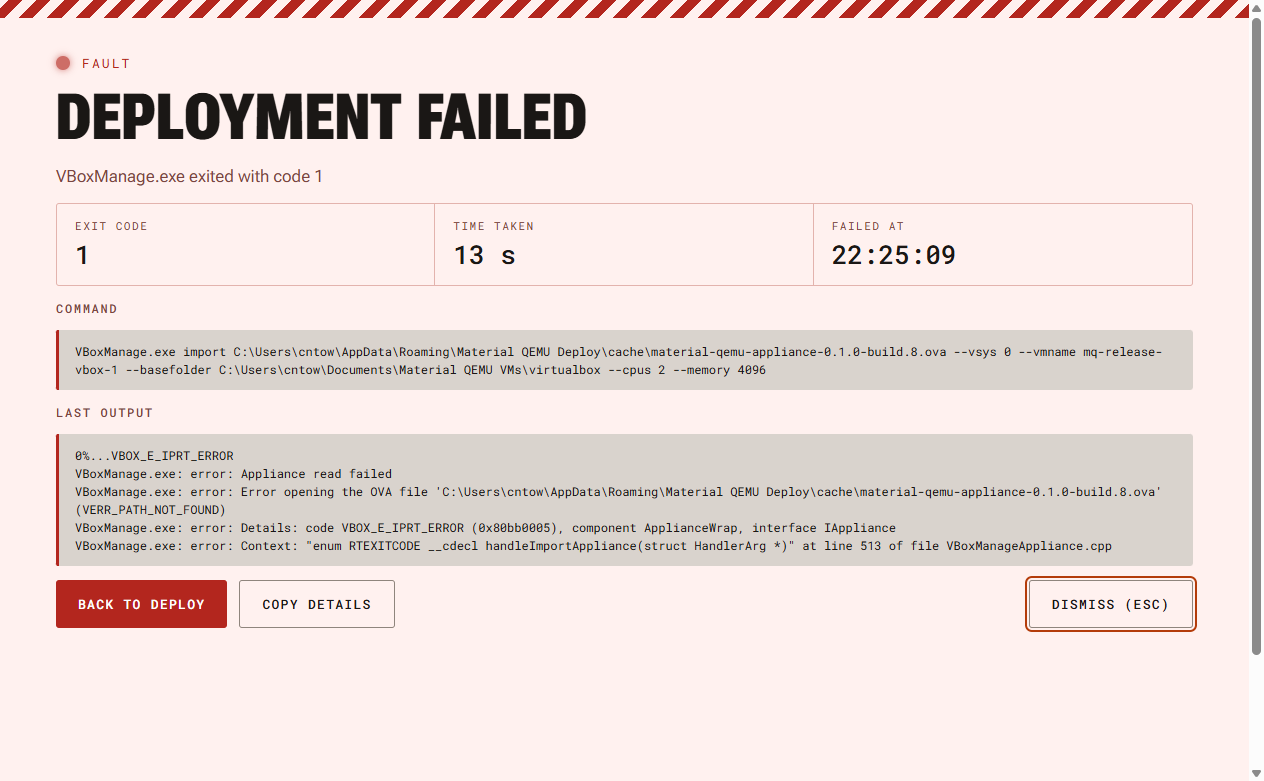 FAULT
DEPLOYMENT FAILED
VBoxManage.exe exited with code 1
EXIT CODE
1
TIME TAKEN
13 s
FAILED AT
22:25:09
COMMAND
VBoxManage.exe import C:\Users\cntow\AppData\Roaming\Material QEMU Deploy\cache\material-qemu-appliance-0.1.0-build.8.ova --vsys 0 --vmname mq-release-
vbox-1 --basefolder C:\Users\cntow\Documents\Material QEMU VMs\virtualbox --cpus 2 --memory 4096
LAST OUTPUT
0%...VBOX_E_IPRT_ERROR
VBoxManage.exe: error: Appliance read failed
VBoxManage.exe: error: Error opening the OVA file 'C:\Users\cntow\AppData\Roaming\Material QEMU Deploy\cache\material-qemu-appliance-0.1.0-build.8.ova'
(VERR_PATH_NOT_FOUND)
VBoxManage.exe: error: Details: code VBOX_E_IPRT_ERROR (0x80bb0005), component ApplianceWrap, interface IAppliance
VBoxManage.exe: error: Context: "enum RTEXITCODE __cdecl handleImportAppliance(struct HandlerArg *)" at line 513 of file VBoxManageAppliance.cpp
BACK TO DEPLOY
COPY DETAILS
DISMISS (ESC)